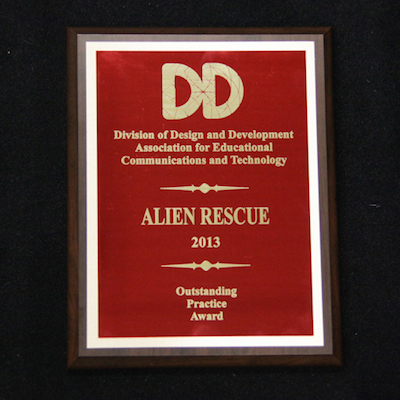 DD
Division of Design and Development
Association for Educational
Communications and Technology
ALIEN RESCUE
2013
Outstanding
Practice
Award